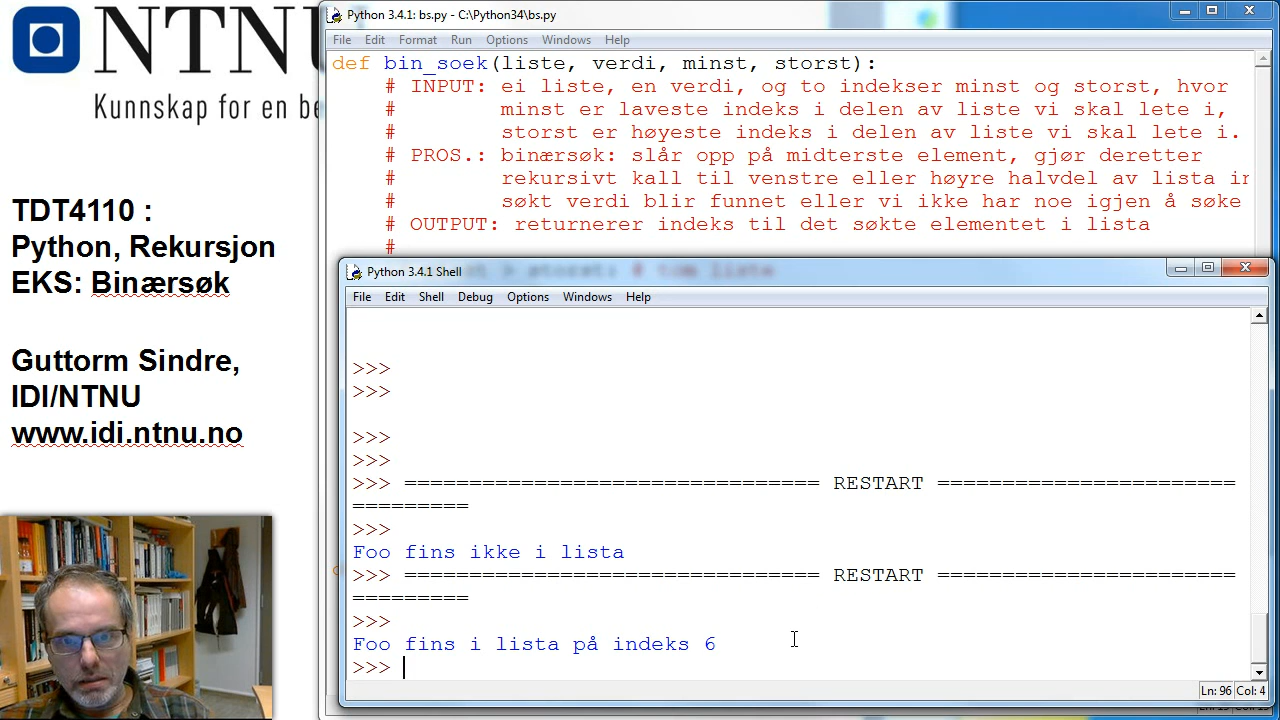 NTNU
Kunnskap for en be
TDT4110 :
Python, Rekursjon
EKS: Binærsøk
Guttorm Sindre,
IDI/NTNU
www.idi.ntnu.no
Python 3.4.1: bs.py - C:\Python34\bs.py
File Edit Format Run Options Windows Help
def bin_soek(liste, verdi, minst, storst):
# INPUT: ei liste, en verdi, og to indekser minst og storst, hvor
# minst er laveste indeks i delen av liste vi skal lete i,
# storst er høyeste indeks i delen av liste vi skal lete i.
# PROS.: binærsøk: slår opp på midterste element, gjør deretter
# rekursivt kall til venstre eller høyre halvdel av lista in
# søkt verdi blir funnet eller vi ikke har noe igjen å søke
# OUTPUT: returnerer indeks til det søkte elementet i lista
#
> storst: # tom liste
Python 3.4.1 Shell
File Edit Shell Debug Options Windows Help
>>>
>>>
>>>
>>>
>>> ================================ RESTART =======================
=========
>>>
Foo fins ikke i lista
>>> ================================ RESTART =======================
=========
>>>
Foo fins i lista på indeks 6
>>>
Ln: 96 Col: 4